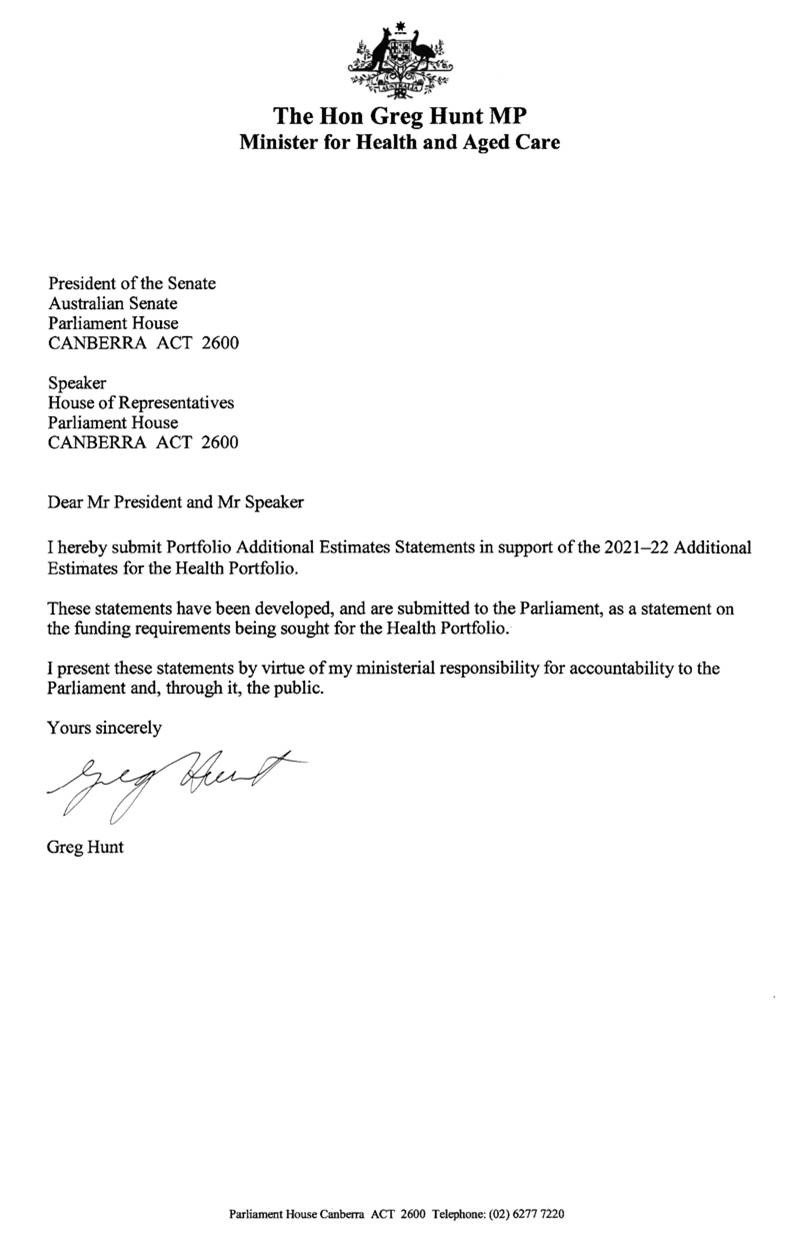 AUSTRALIA
The Hon Greg Hunt MP
Minister for Health and Aged Care
President of the Senate
Australian Senate
Parliament House
CANBERRA ACT 2600
Speaker
House of Representatives
Parliament House
CANBERRA ACT 2600
Dear Mr President and Mr Speaker
I hereby submit Portfolio Additional Estimates Statements in support of the 2021–22 Additional
Estimates for the Health Portfolio.
These statements have been developed, and are submitted to the Parliament, as a statement on
the funding requirements being sought for the Health Portfolio.
I present these statements by virtue of my ministerial responsibility for accountability to the
Parliament and, through it, the public.
Yours sincerely
Greg Hunt
Greg Hunt
Parliament House Canberra ACT 2600 Telephone: (02) 6277 7220